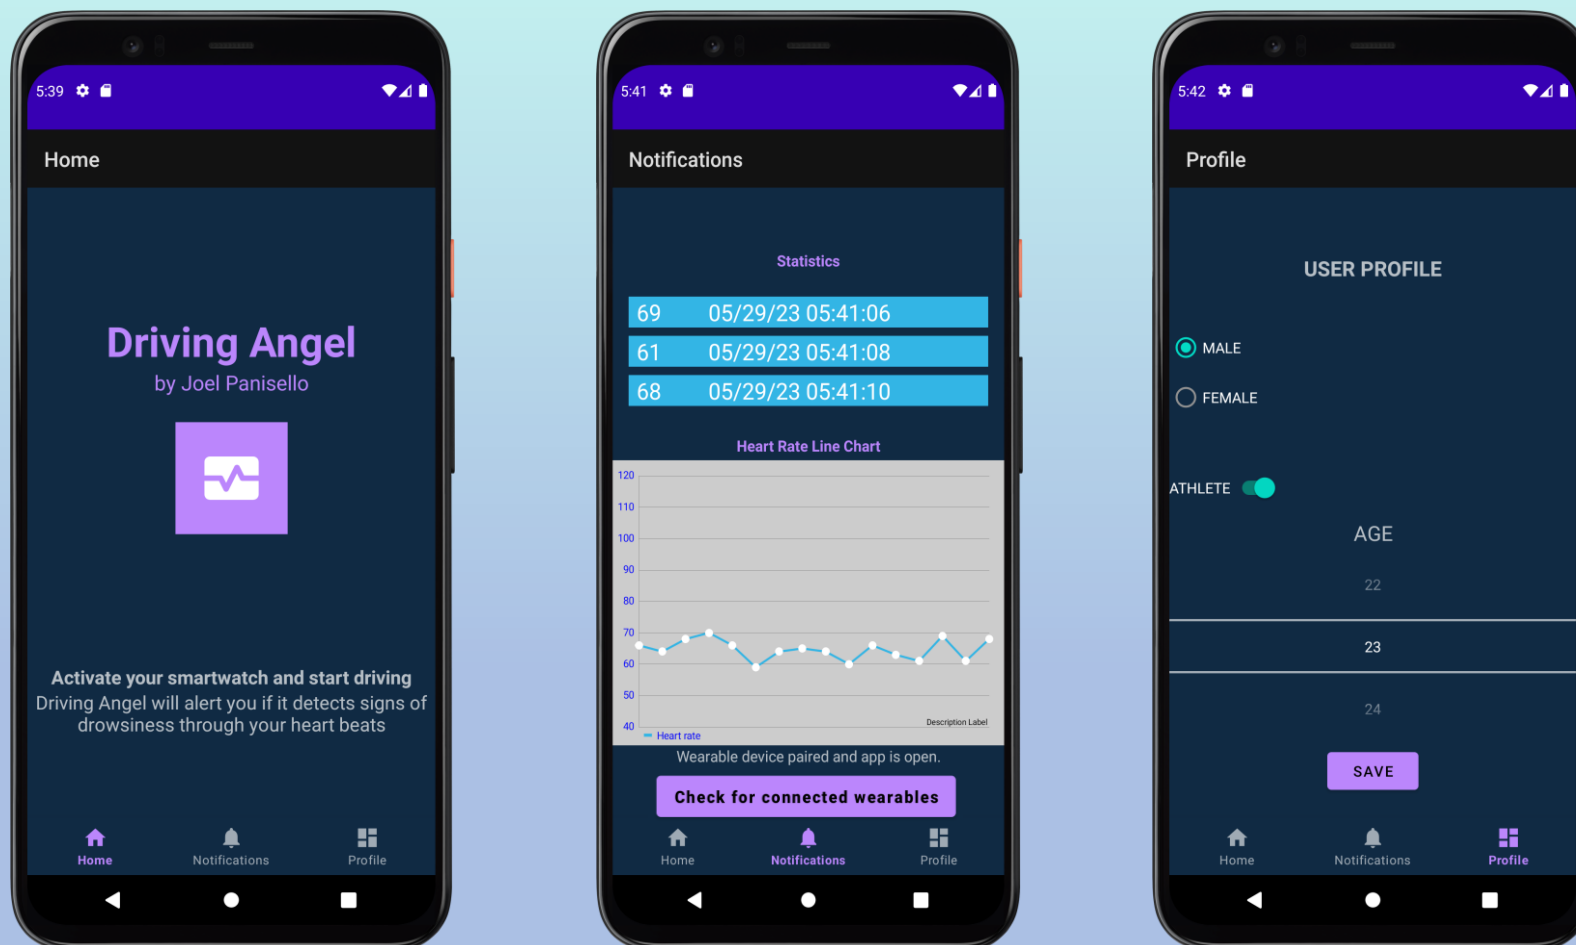 5:39
Home
Driving Angel
by Joel Panisello
Activate your smartwatch and start driving
Driving Angel will alert you if it detects signs of
drowsiness through your heart beats
Home Notifications Profile
5:41
Notifications
Statistics
69 05/29/23 05:41:06
61 05/29/23 05:41:08
68 05/29/23 05:41:10
Heart Rate Line Chart
120
110
100
90
80
70
60
50
40
Description Label
Heart rate
Wearable device paired and app is open.
Check for connected wearables
Home Notifications Profile
5:42
Profile
USER PROFILE
MALE
FEMALE
ATHLETE
AGE
22
23
24
SAVE
Home Notifications Profile